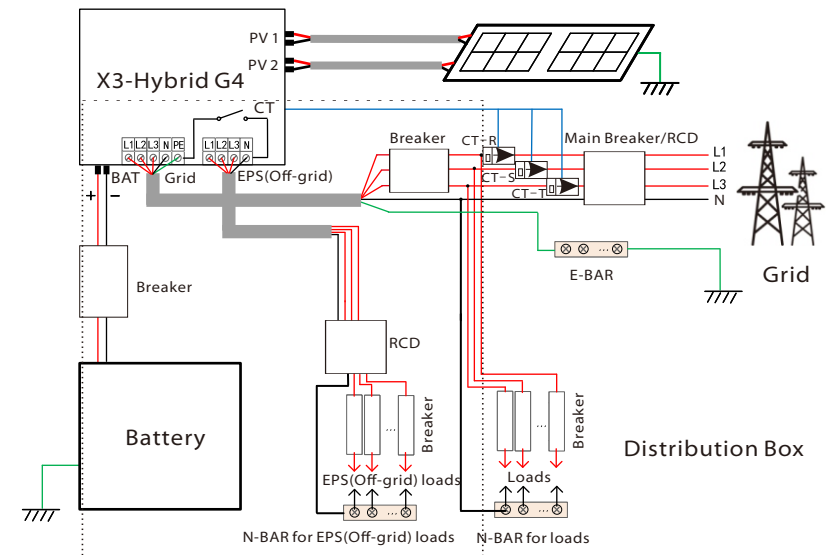 PV 1
PV 2
X3-Hybrid G4
CT
L1 L2 L3 N PE
L1 L2 L3 N
BAT
Grid
EPS(Off-grid)
+
−
Breaker
CT-R
CT-S
CT-T
Main Breaker/RCD
L1
L2
L3
N
...
E-BAR
Grid
Breaker
RCD
Battery
...
Breaker
...
Breaker
Distribution Box
EPS(Off-grid) loads
Loads
...
...
N-BAR for EPS(Off-grid) loads
N-BAR for loads